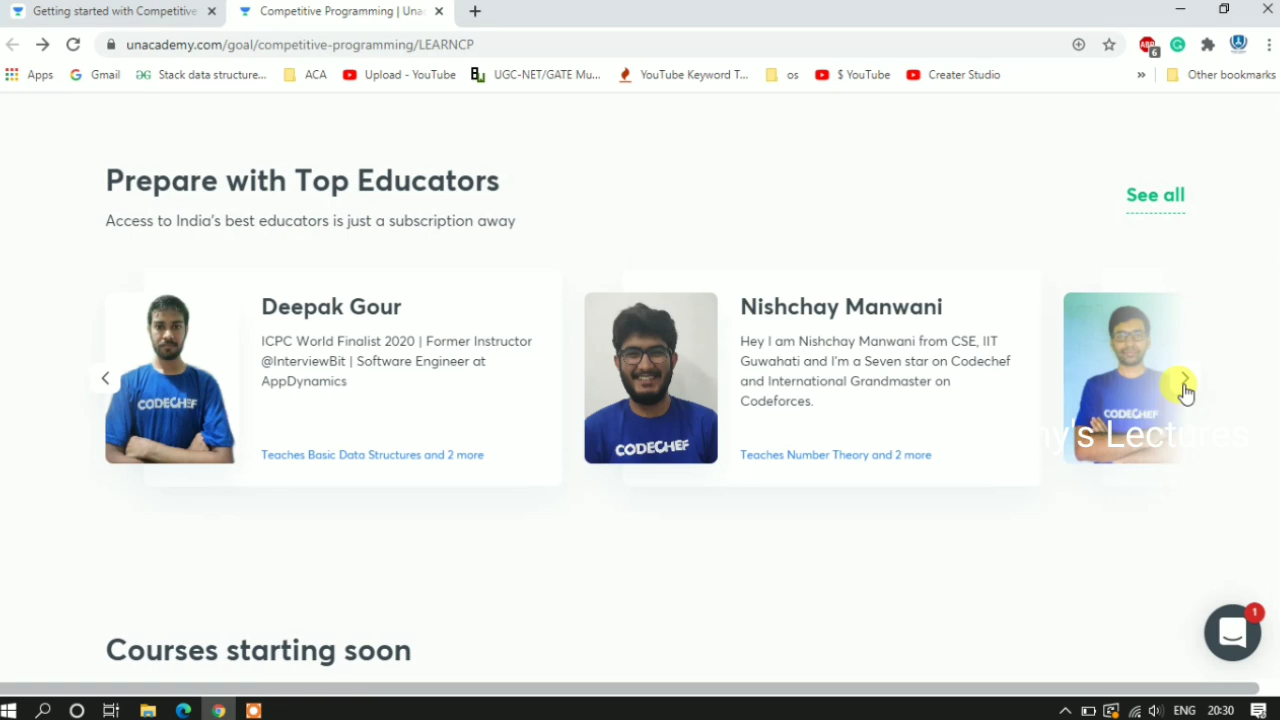 Getting started with Competitive
Competitive Programming | Una
unacademy.com/goal/competitive-programming/LEARNCP
ABP
6
Apps
Gmail
Stack data structure...
ACA
Upload - YouTube
UGC-NET/GATE Mu...
YouTube Keyword T...
os
$ YouTube
Creater Studio
»
Other bookmarks
Prepare with Top Educators
See all
Access to India's best educators is just a subscription away
Deepak Gour
ICPC World Finalist 2020 | Former Instructor
@InterviewBit | Software Engineer at
AppDynamics
Teaches Basic Data Structures and 2 more
CODECHEF
Nishchay Manwani
Hey I am Nishchay Manwani from CSE, IIT
Guwahati and I'm a Seven star on Codechef
and International Grandmaster on
Codeforces.
Teaches Number Theory and 2 more
CODECHEF
CODECHEF
ny's Lectures
Courses starting soon
1
ENG
20:30